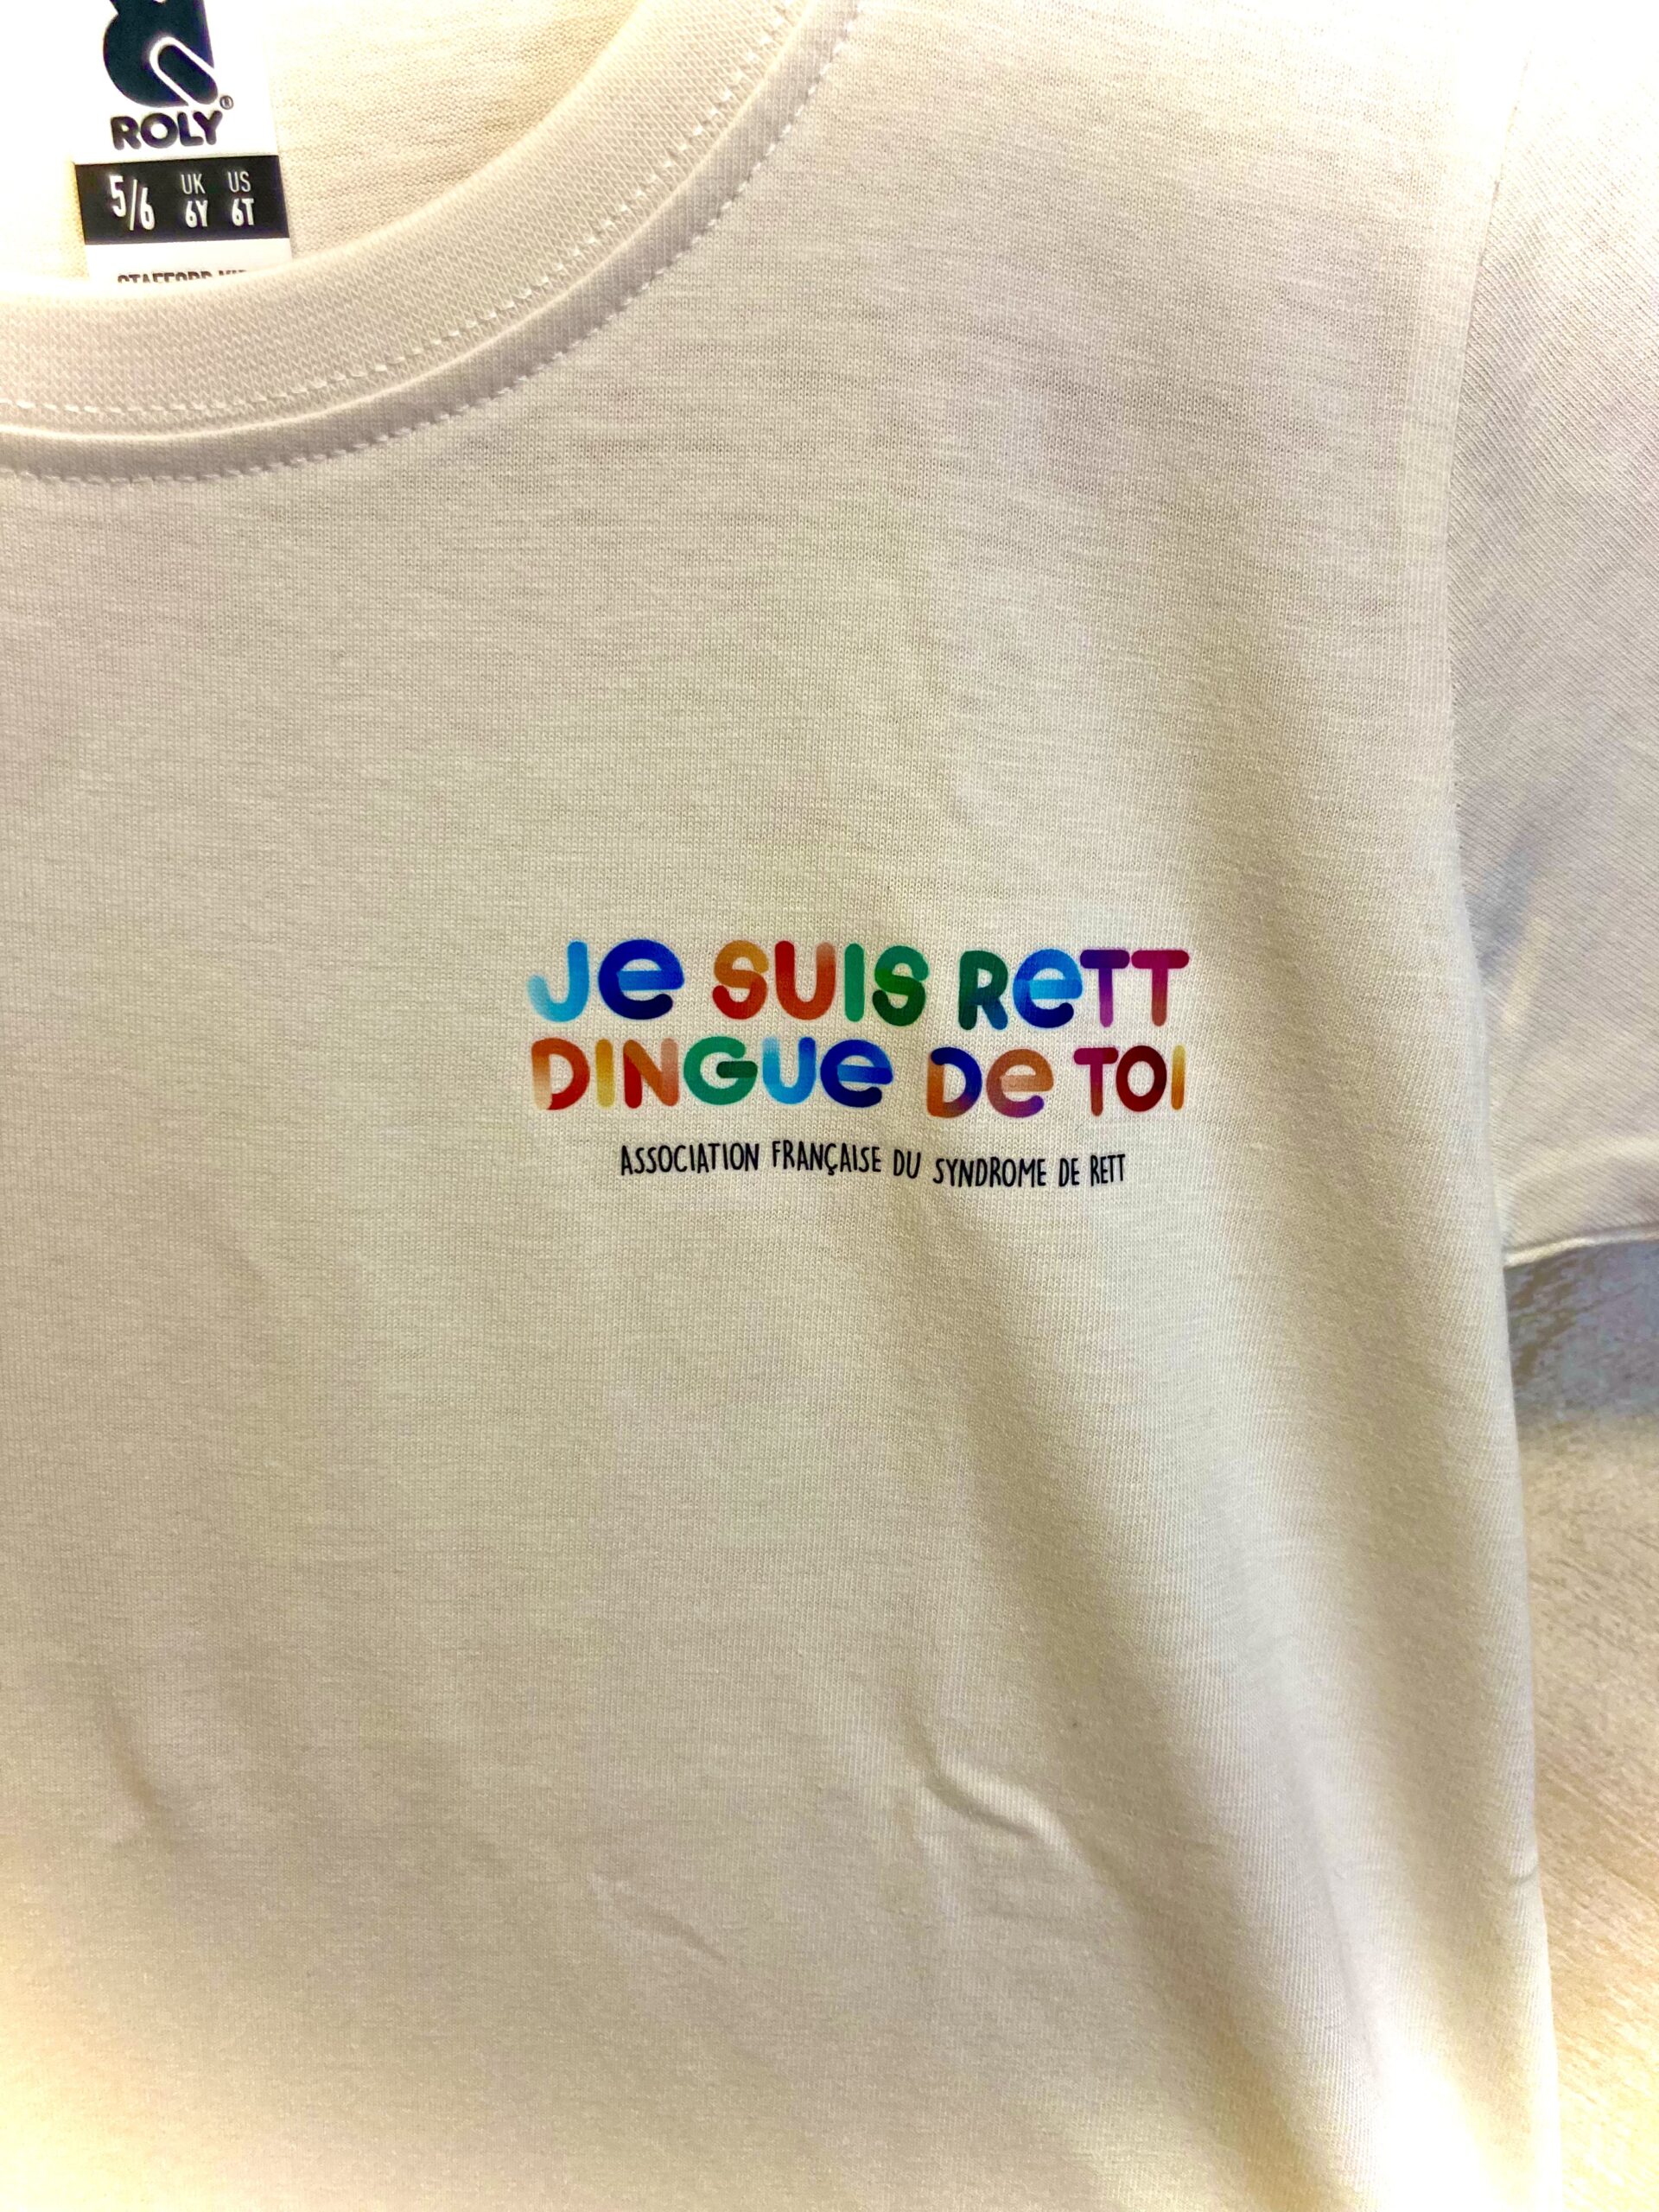 ROLY®
5/6 UK 6Y US 6T
Je SUIS ReTT
DINGUe De TOI
ASSOCIATION FRANÇAISE DU SYNDROME DE RETT